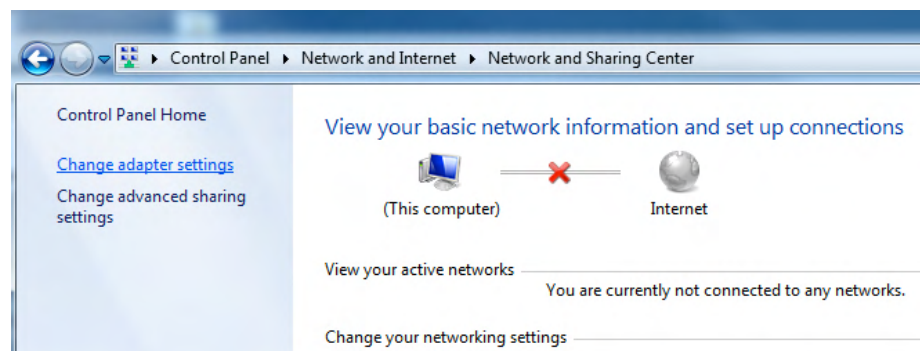 Control Panel ▸ Network and Internet ▸ Network and Sharing Center
Control Panel Home
Change adapter settings
Change advanced sharing
settings
View your basic network information and set up connections
(This computer)
Internet
View your active networks
You are currently not connected to any networks.
Change your networking settings